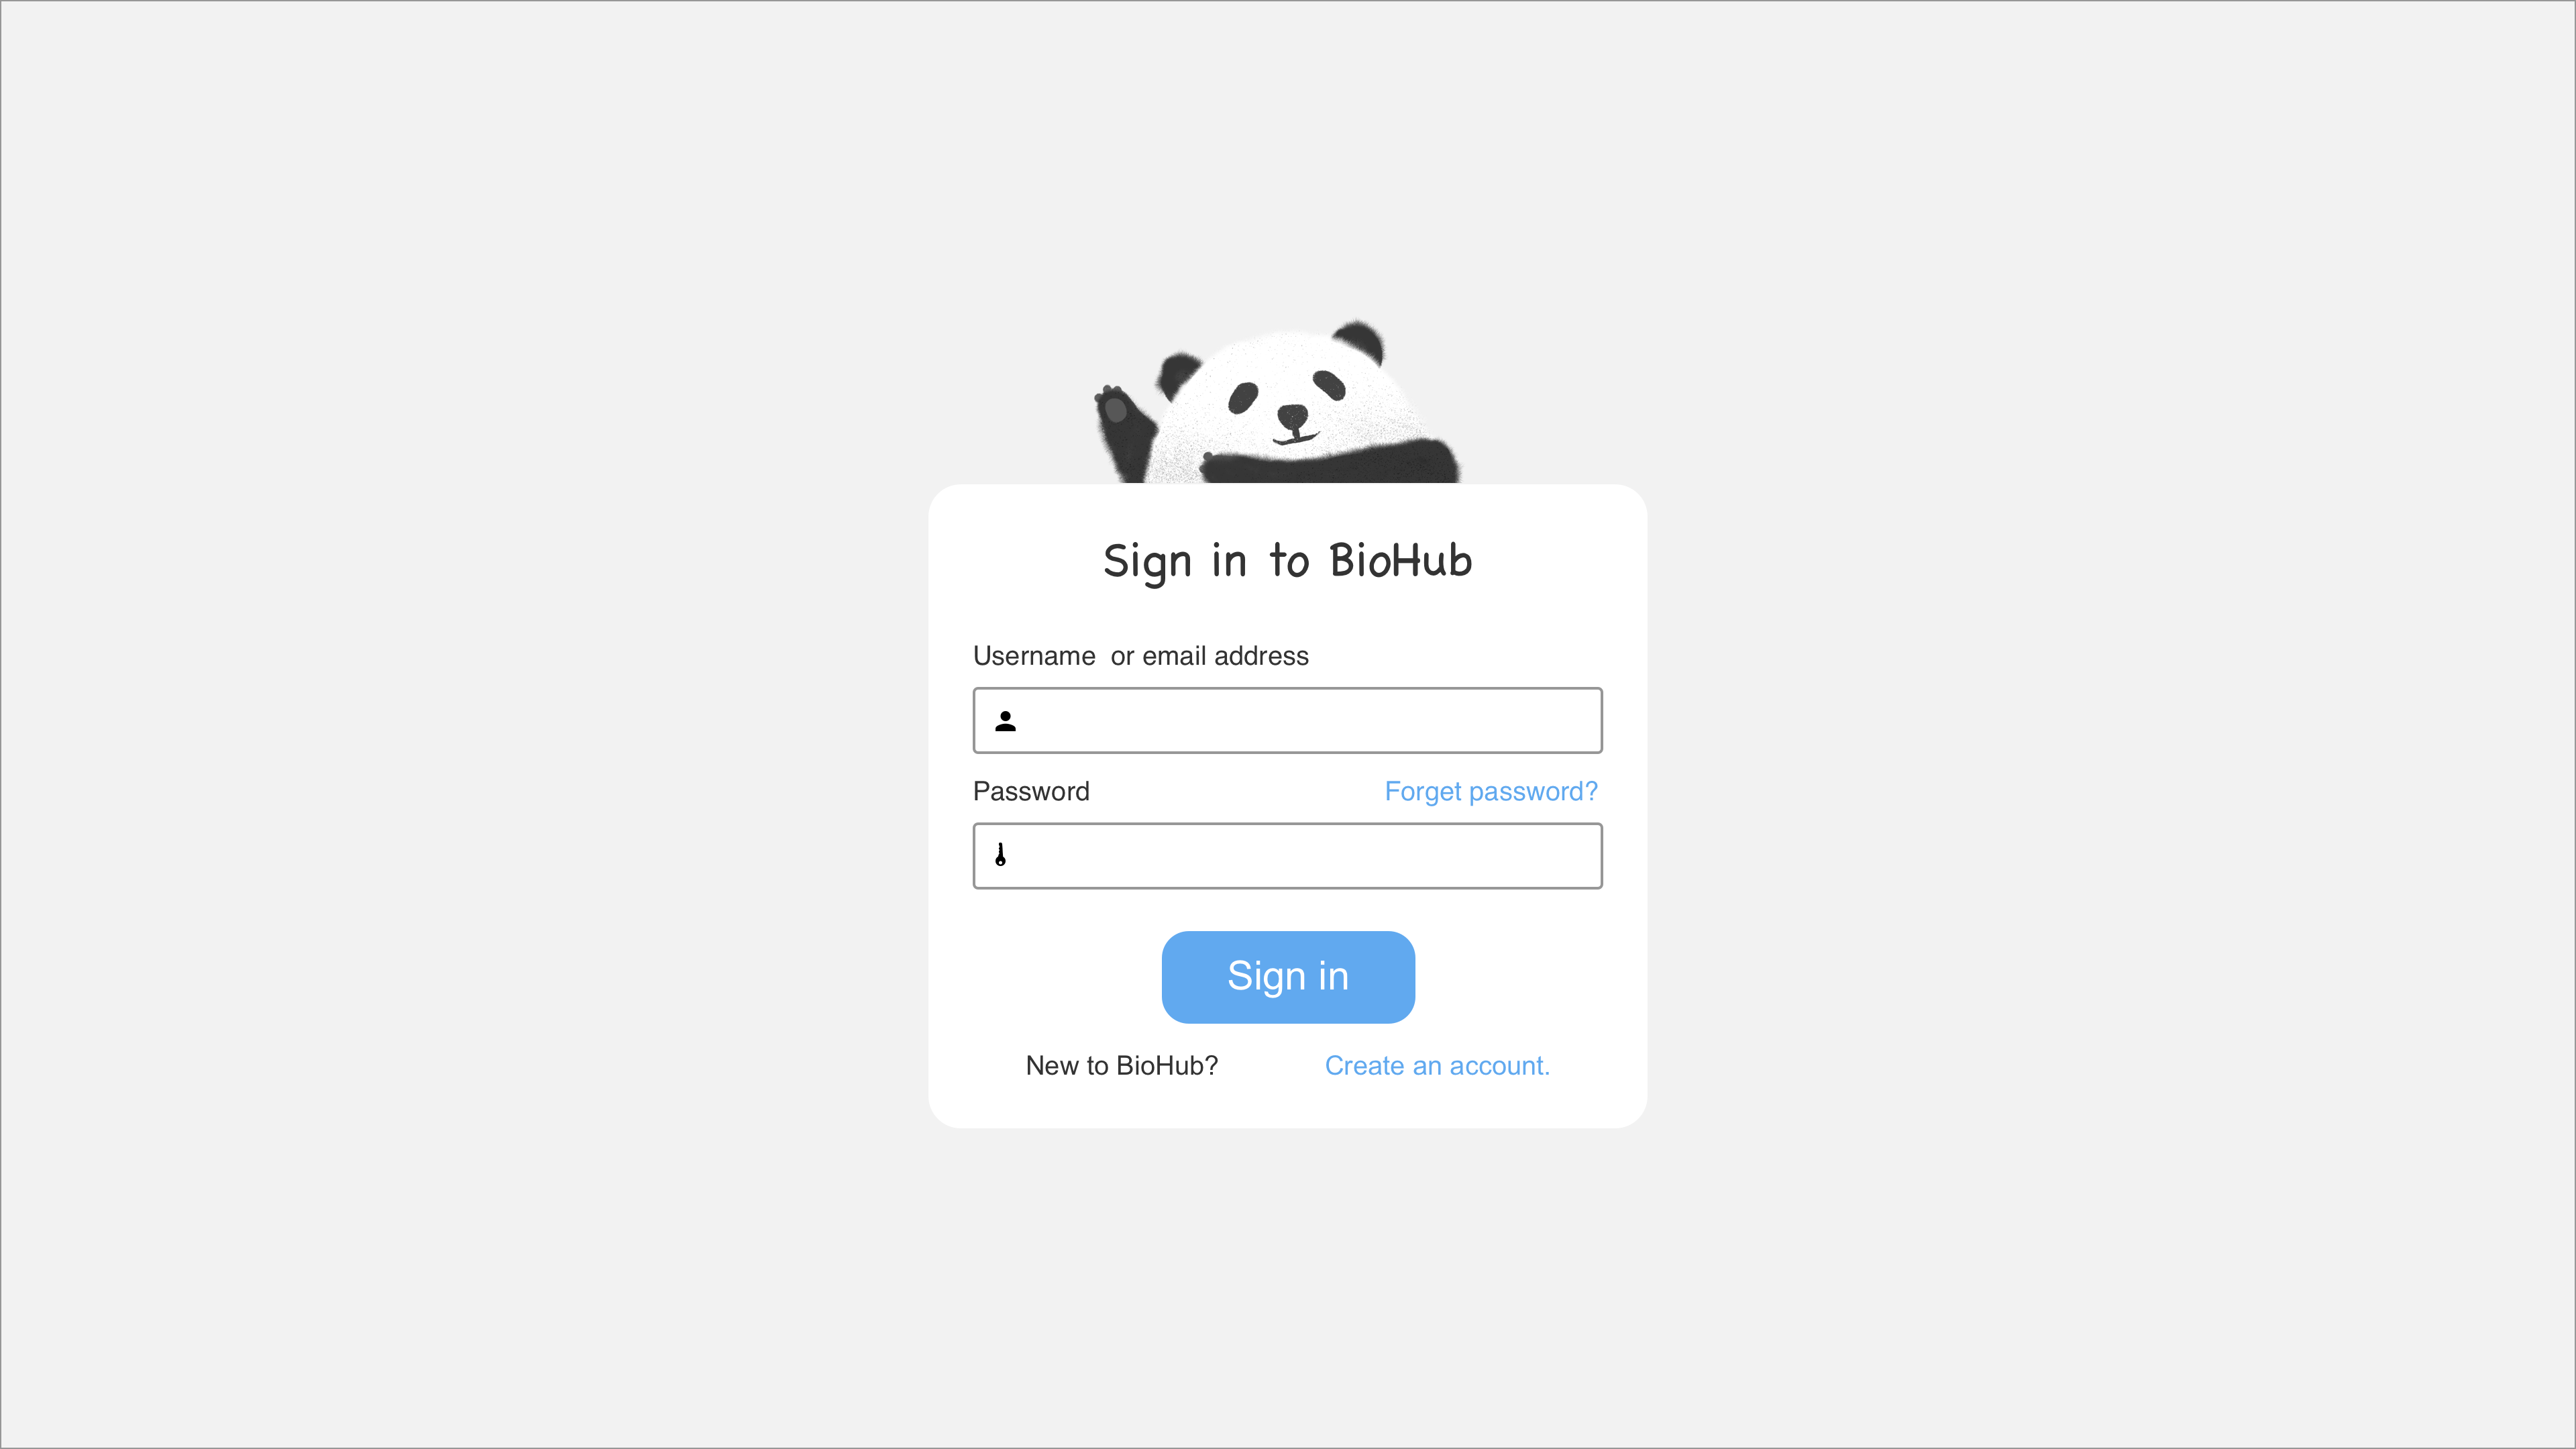 Sign in to BioHub
Username  or email address
Password
Forget password?
Sign in
New to BioHub?
Create an account.